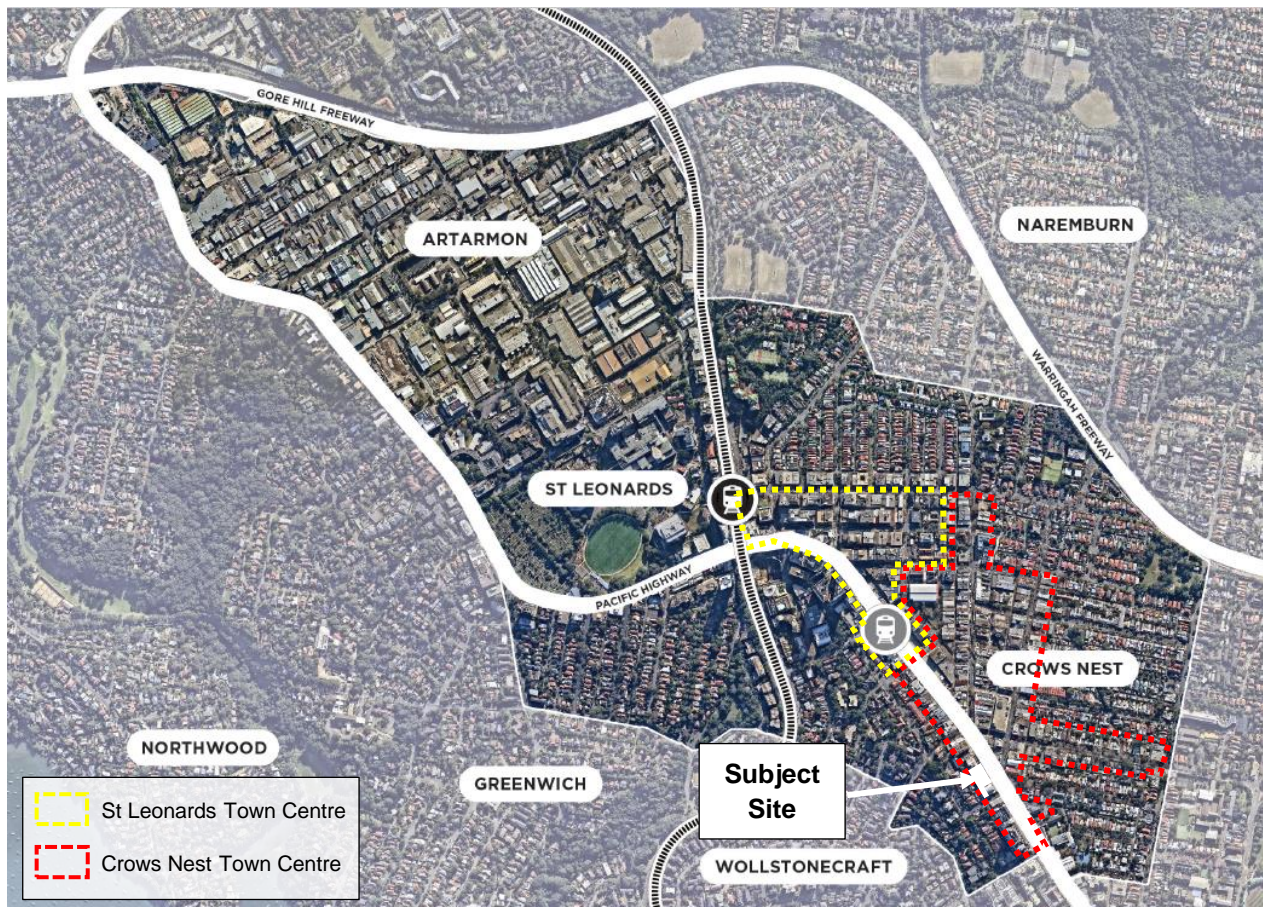 GORE HILL FREEWAY
ARTARMON
NAREMBURN
WARRINGAH FREEWAY
ST LEONARDS
PACIFIC HIGHWAY
CROWS NEST
NORTHWOOD
GREENWICH
Subject
Site
WOLLSTONECRAFT
St Leonards Town Centre
Crows Nest Town Centre